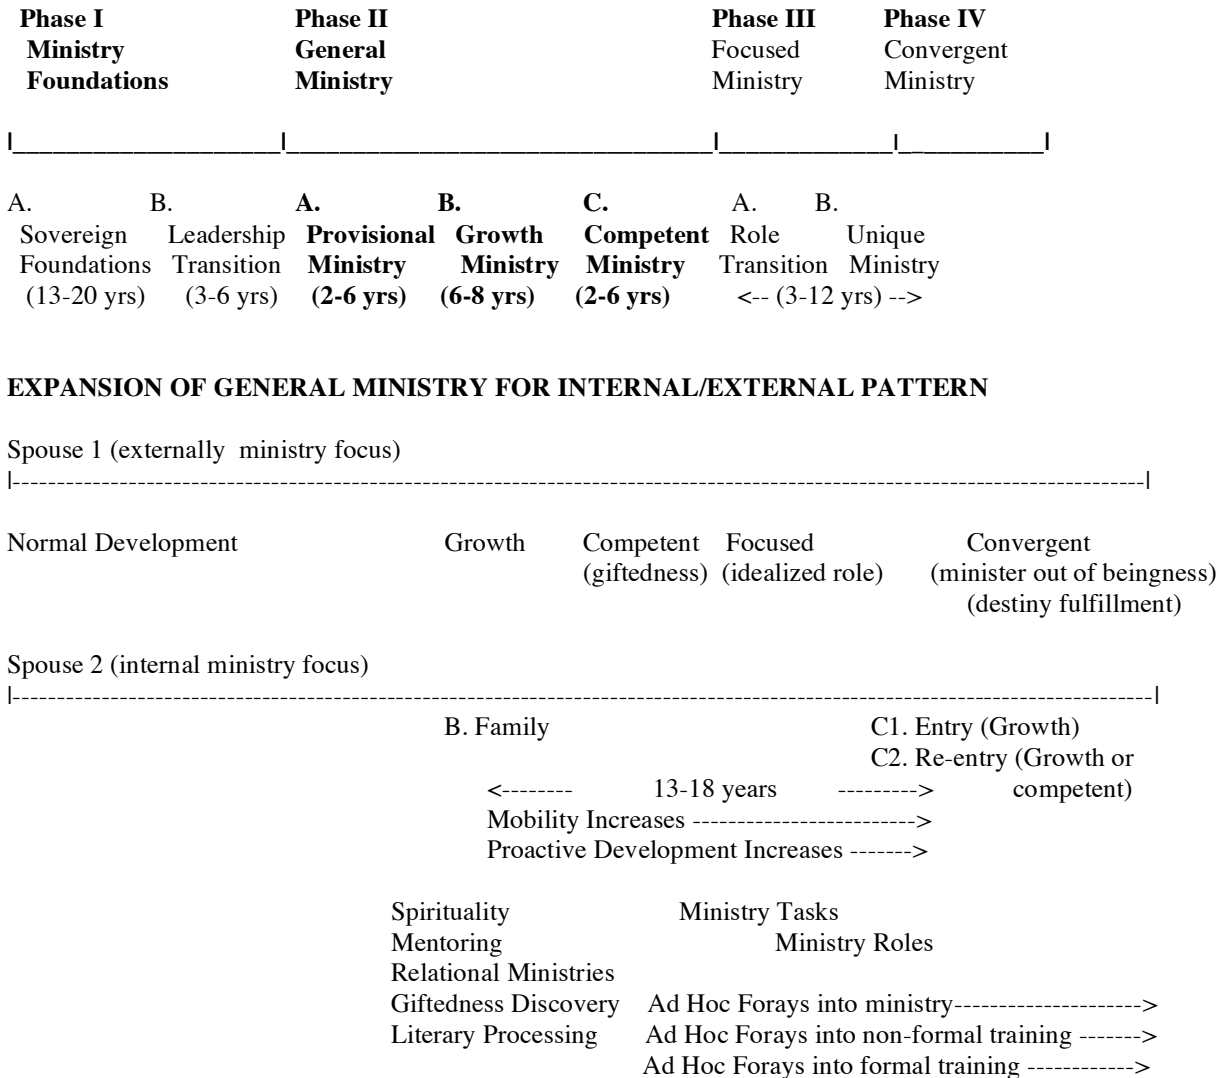 Phase I Phase II Phase III Phase IV
Ministry General Focused Convergent
Foundations Ministry Ministry Ministry
|____________________|________________________________|_____________|___________|
A. B. A. B. C. A. B.
Sovereign Leadership Provisional Growth Competent Role Unique
Foundations Transition Ministry Ministry Ministry Transition Ministry
(13-20 yrs) (3-6 yrs) (2-6 yrs) (6-8 yrs) (2-6 yrs) <-- (3-12 yrs) -->
EXPANSION OF GENERAL MINISTRY FOR INTERNAL/EXTERNAL PATTERN
Spouse 1 (externally ministry focus)
|--------------------------------------------------------------------------------------------------------------------------------|
Normal Development Growth Competent Focused Convergent
(giftedness) (idealized role) (minister out of beingness)
(destiny fulfillment)
Spouse 2 (internal ministry focus)
|---------------------------------------------------------------------------------------------------------------------------------|
B. Family C1. Entry (Growth)
C2. Re-entry (Growth or
<-------- 13-18 years ---------> competent)
Mobility Increases ------------------------->
Proactive Development Increases ------->
Spirituality Ministry Tasks
Mentoring Ministry Roles
Relational Ministries
Giftedness Discovery Ad Hoc Forays into ministry--------------------->
Literary Processing Ad Hoc Forays into non-formal training ------->
Ad Hoc Forays into formal training ------------>